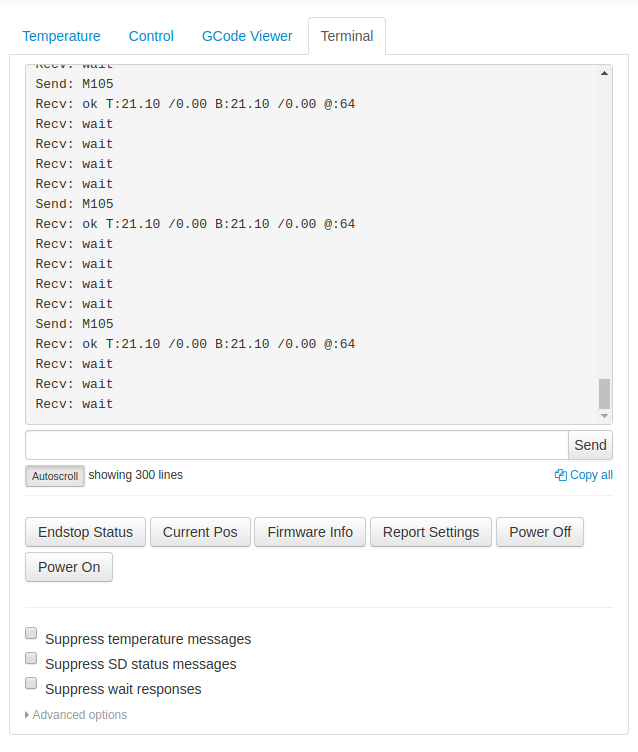 Temperature Control GCode Viewer Terminal
Recv: wait
Send: M105
Recv: ok T:21.10 /0.00 B:21.10 /0.00 @:64
Recv: wait
Recv: wait
Recv: wait
Recv: wait
Send: M105
Recv: ok T:21.10 /0.00 B:21.10 /0.00 @:64
Recv: wait
Recv: wait
Recv: wait
Recv: wait
Send: M105
Recv: ok T:21.10 /0.00 B:21.10 /0.00 @:64
Recv: wait
Recv: wait
Recv: wait
Send
Autoscroll showing 300 lines Copy all
Endstop Status Current Pos Firmware Info Report Settings Power Off
Power On
Suppress temperature messages
Suppress SD status messages
Suppress wait responses
Advanced options